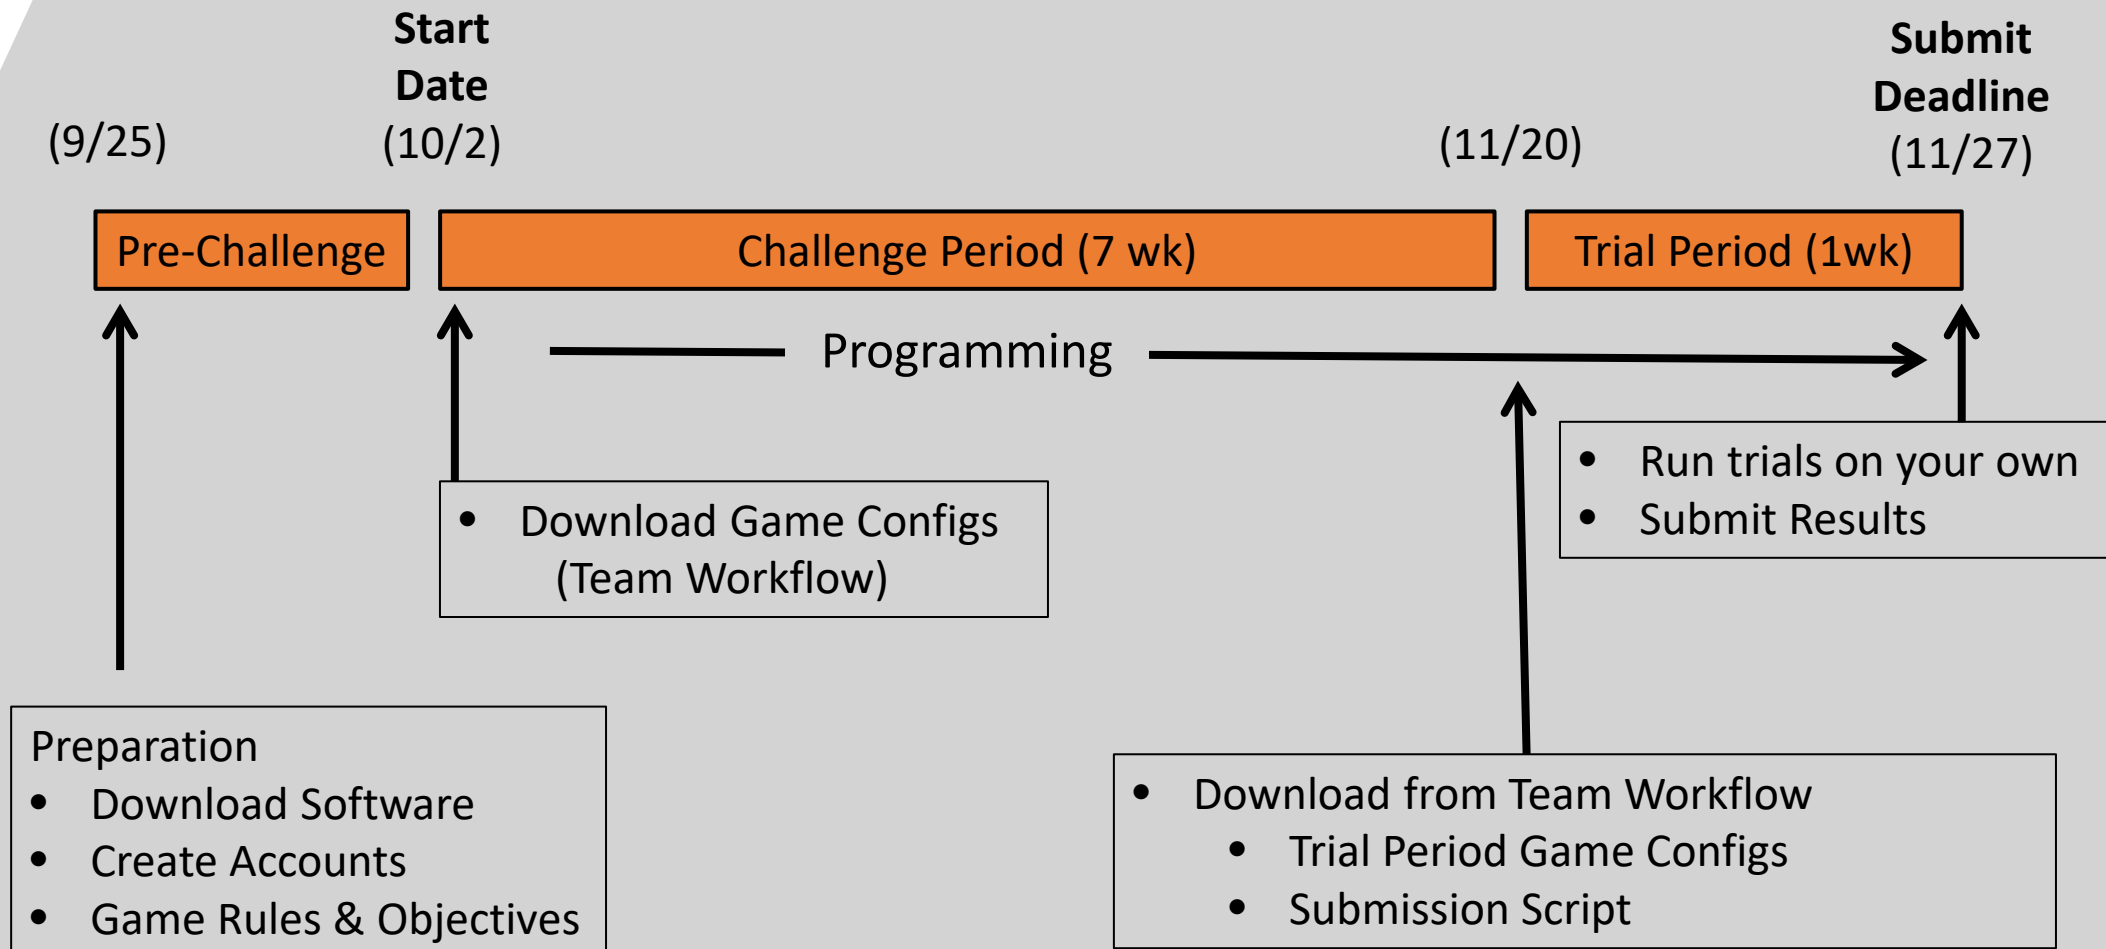 Start
Date
(10/2)
Submit
Deadline
(11/27)
(9/25)
(11/20)
Pre-Challenge
Challenge Period (7 wk)
Trial Period (1wk)
Programming
• Run trials on your own
• Submit Results
• Download Game Configs
(Team Workflow)
Preparation
• Download Software
• Create Accounts
• Game Rules & Objectives
• Download from Team Workflow
• Trial Period Game Configs
• Submission Script